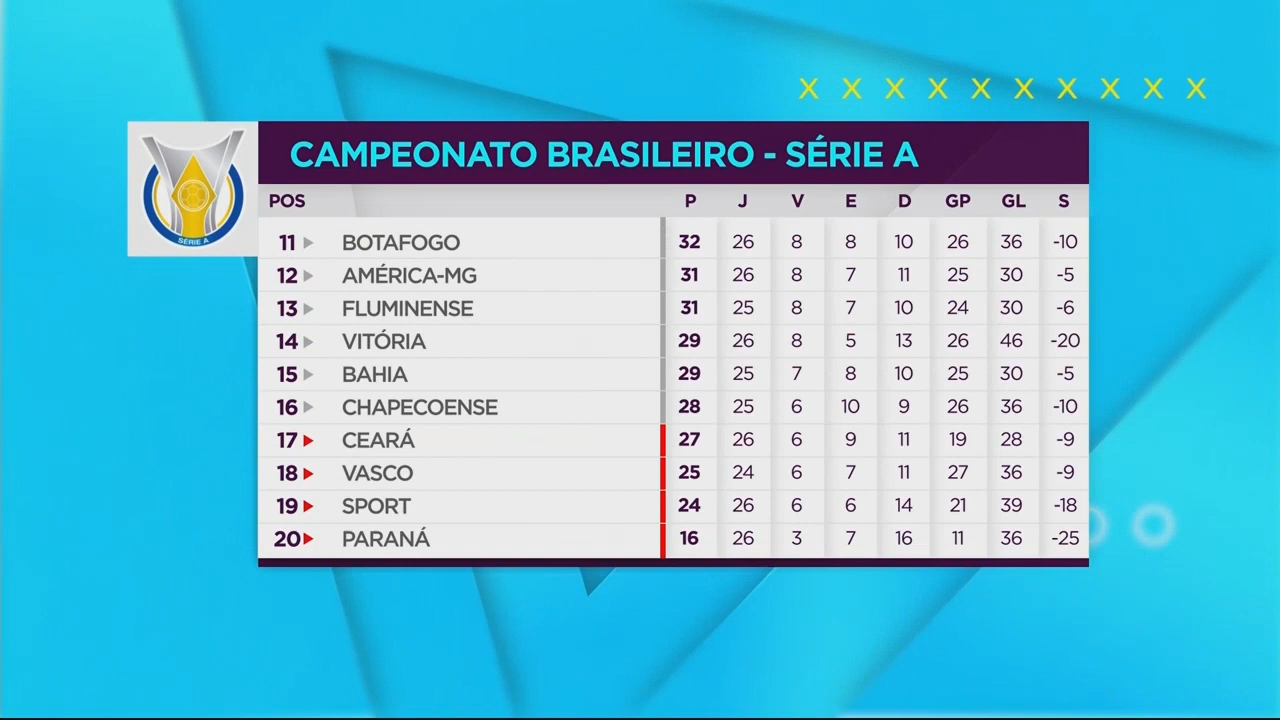 X X X X X X X X X X
CAMPEONATO BRASILEIRO - SÉRIE A
SÉRIE A
POS P J V E D GP GL S
11 BOTAFOGO 32 26 8 8 10 26 36 -10
12 AMÉRICA-MG 31 26 8 7 11 25 30 -5
13 FLUMINENSE 31 25 8 7 10 24 30 -6
14 VITÓRIA 29 26 8 5 13 26 46 -20
15 BAHIA 29 25 7 8 10 25 30 -5
16 CHAPECOENSE 28 25 6 10 9 26 36 -10
17 CEARÁ 27 26 6 9 11 19 28 -9
18 VASCO 25 24 6 7 11 27 36 -9
19 SPORT 24 26 6 6 14 21 39 -18
20 PARANÁ 16 26 3 7 16 11 36 -25